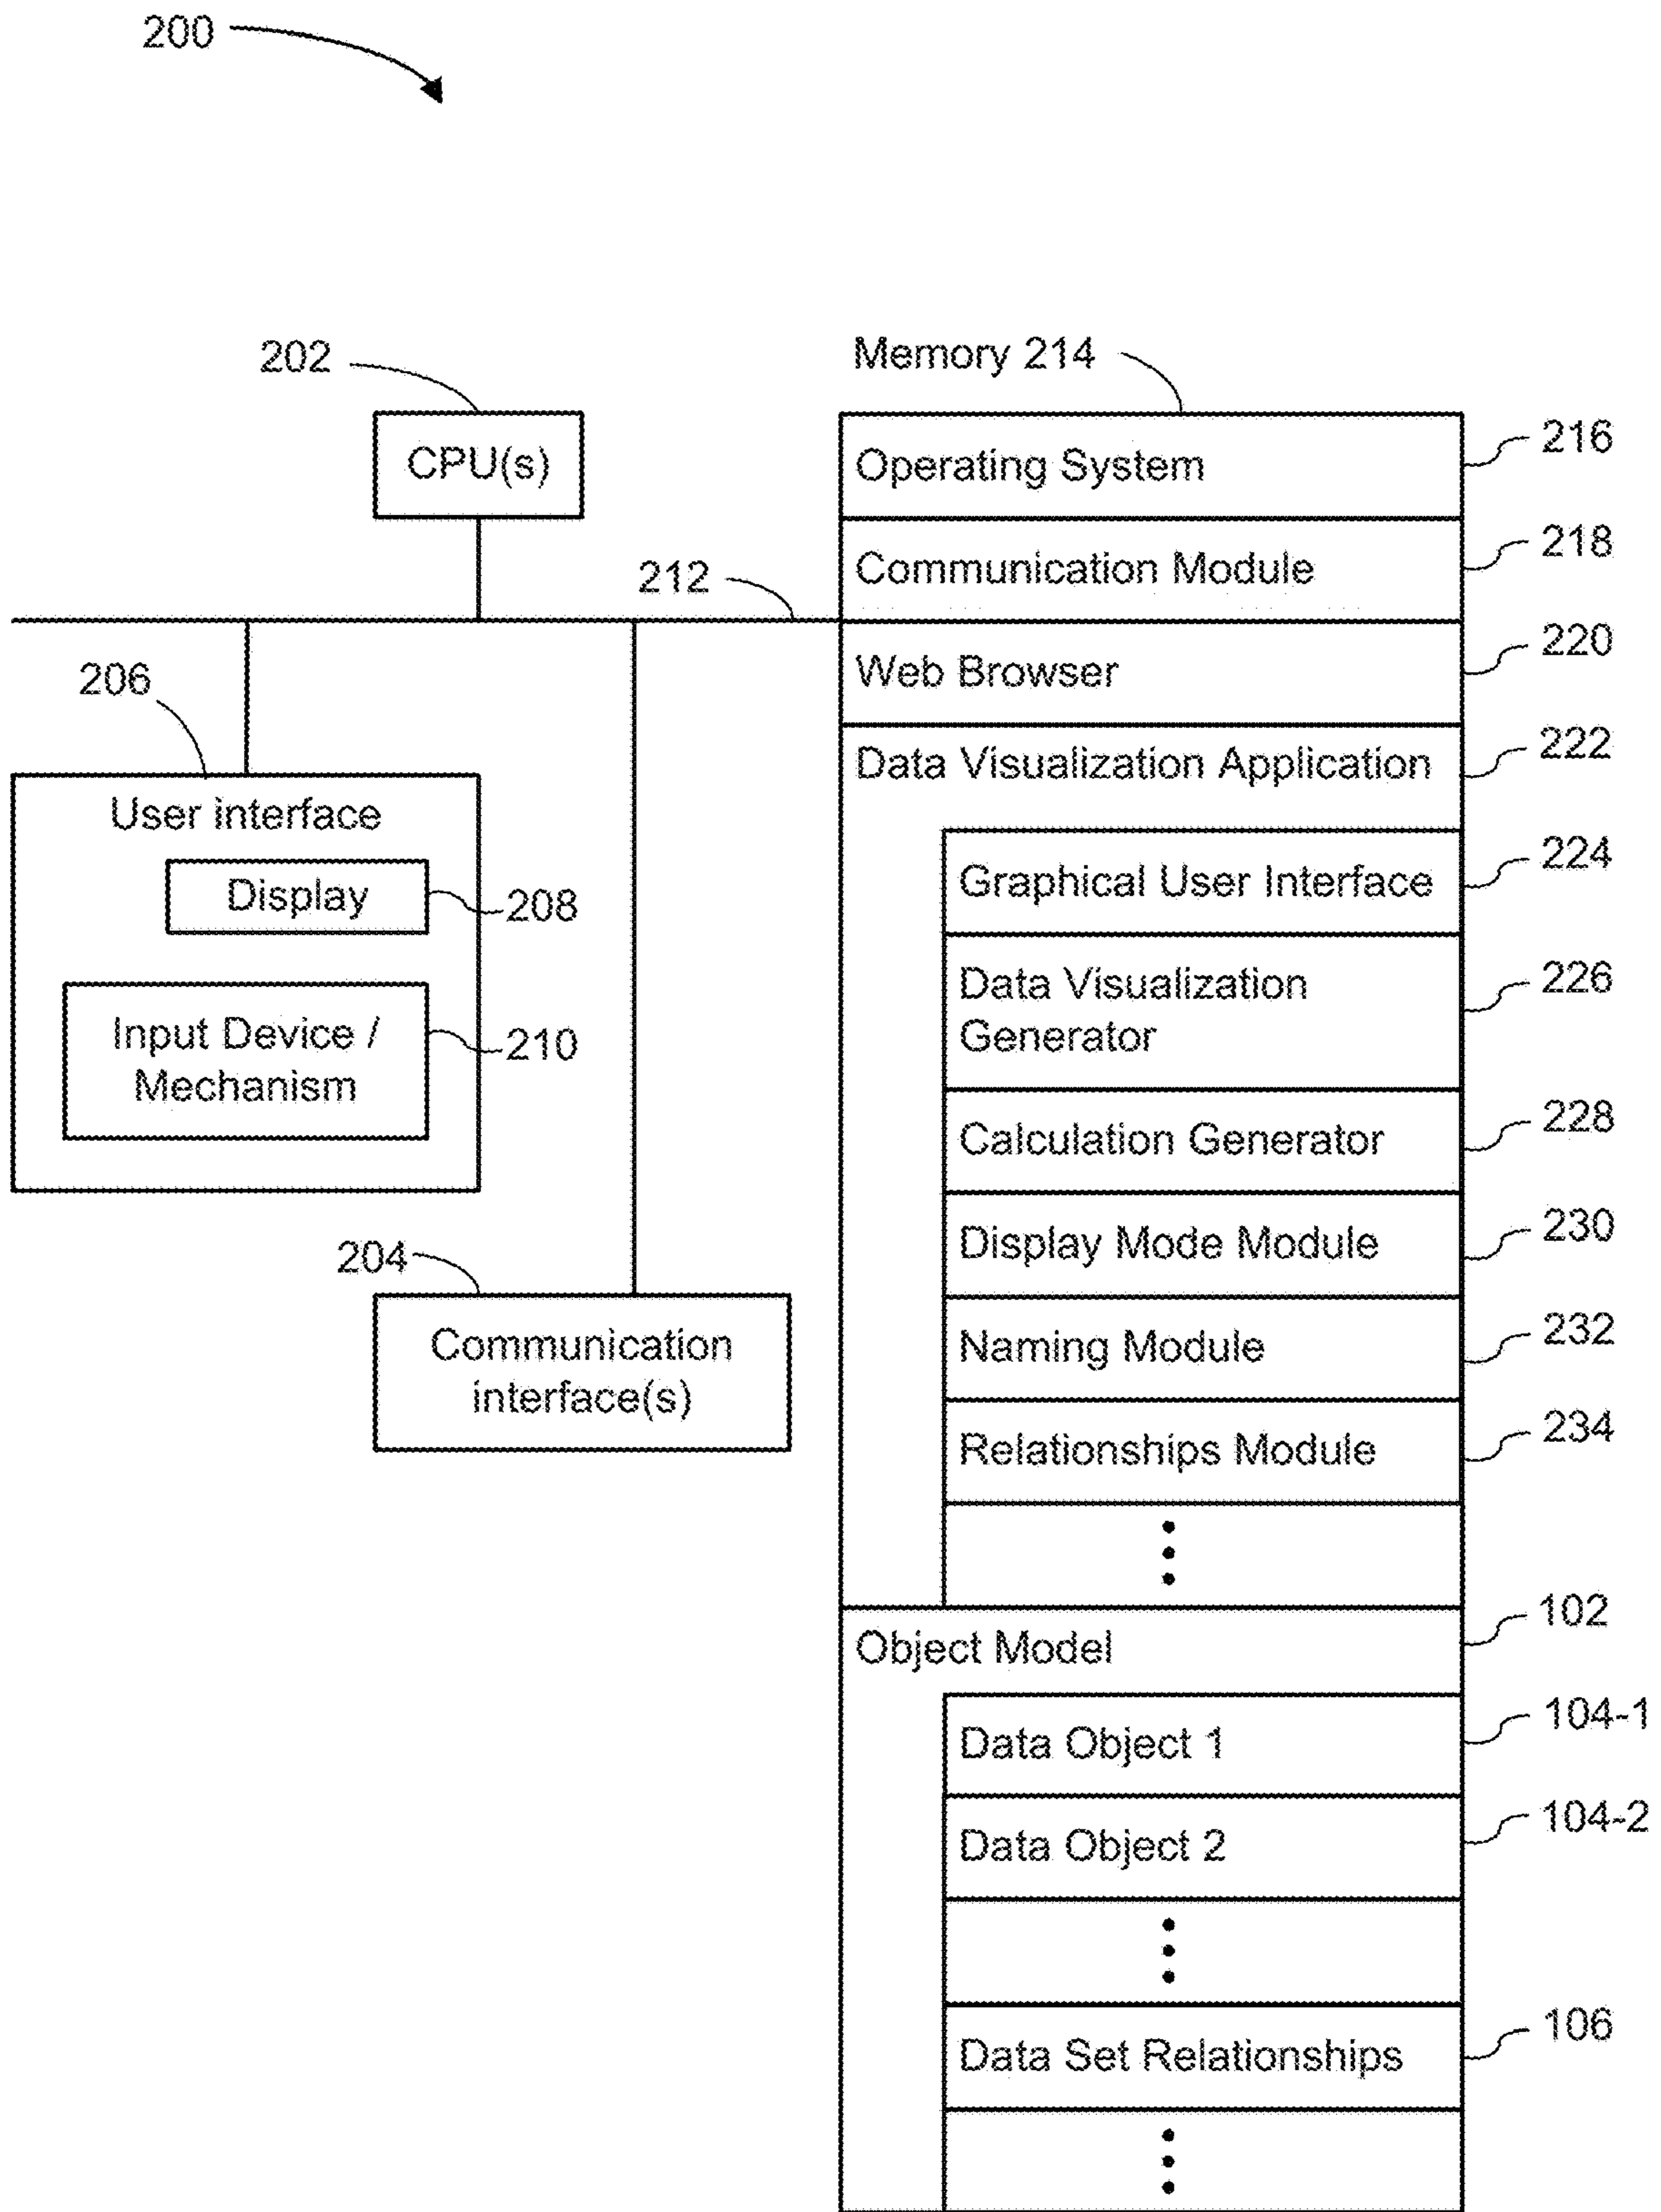 200
202
CPU(s)
212
206
User interface
Display
208
Input Device /
Mechanism
210
204
Communication
interface(s)
Memory 214
Operating System
216
Communication Module
218
Web Browser
220
Data Visualization Application
222
Graphical User Interface
224
Data Visualization
Generator
226
Calculation Generator
228
Display Mode Module
230
Naming Module
232
Relationships Module
234
Object Model
102
Data Object 1
104-1
Data Object 2
104-2
Data Set Relationships
106